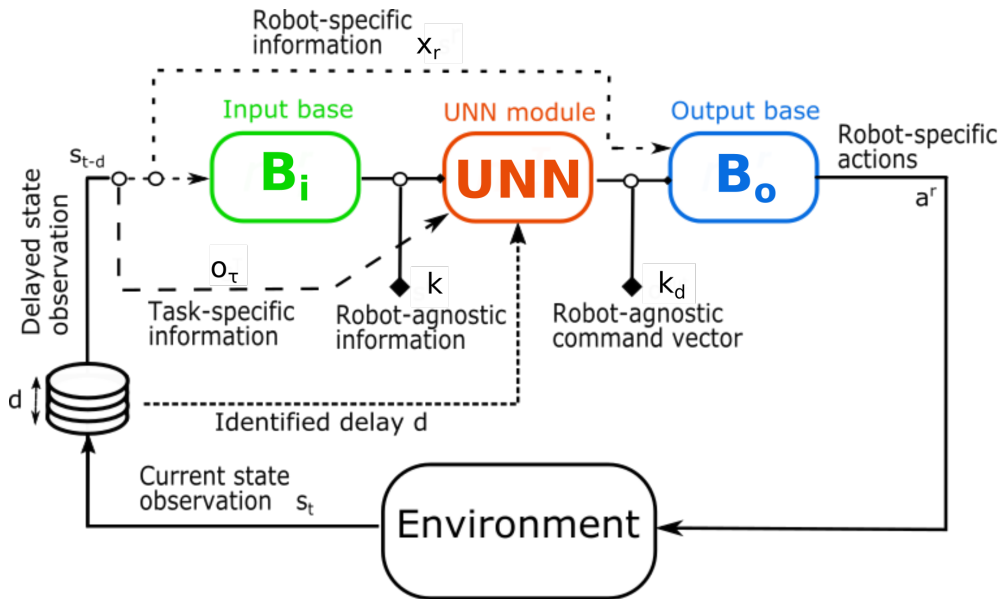 Robot-specific
information x_r
Input base
UNN module
Output base
Robot-specific
actions
a^r
s_{t-d}
B_i
UNN
B_o
Delayed state
observation
o_τ
k
k_d
Task-specific
information
Robot-agnostic
information
Robot-agnostic
command vector
d
Identified delay d
Current state
observation s_t
Environment